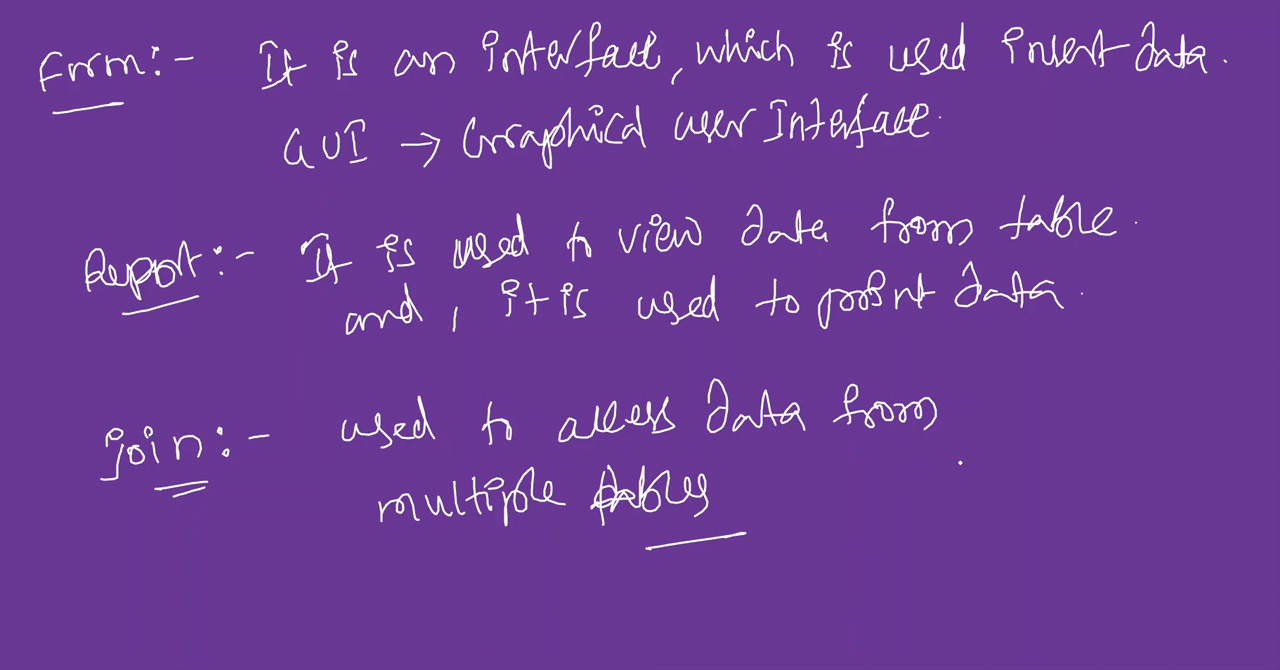 Form:- It is an interface, which is used insert data.
GUI → Graphical user Interface.
Report:- It is used to view data from table.
and, it is used to print data.
join:- used to access data from
multiple tables